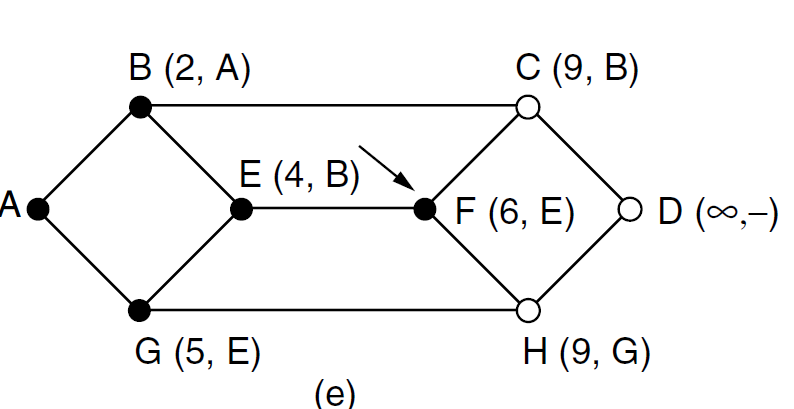 B (2, A)
C (9, B)
E (4, B)
A
F (6, E)
D (∞,–)
G (5, E)
H (9, G)
(e)